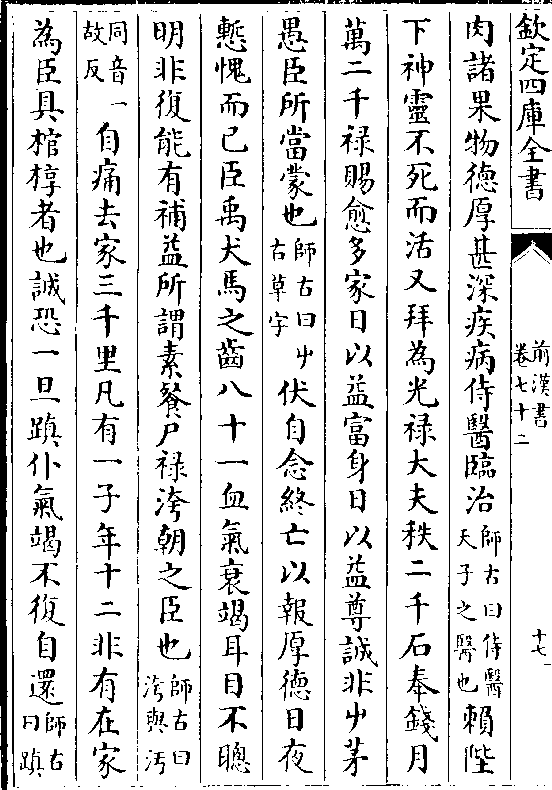 欽定四庫全書
前漢書
卷七十二
十七
肉諸果物德厚甚深疾病侍醫臨治師古曰侍醫天子之醫也賴陛
下神靈不死而活又拜為光祿大夫秩二千石奉錢月
萬二千祿賜愈多家日以益富身日以益尊誠非屮茅
愚臣所當蒙也師古曰屮古草字伏自念終亡以報厚德日夜
慙愧而已臣禹犬馬之齒八十一血氣衰竭耳目不聰
明非復能有補益所謂素餐尸祿洿朝之臣也師古曰洿與汚
同音一故反自痛去家三千里凡有一子年十二非有在家
為臣具棺椁者也誠恐一旦蹎仆氣竭不復自還師古曰蹎